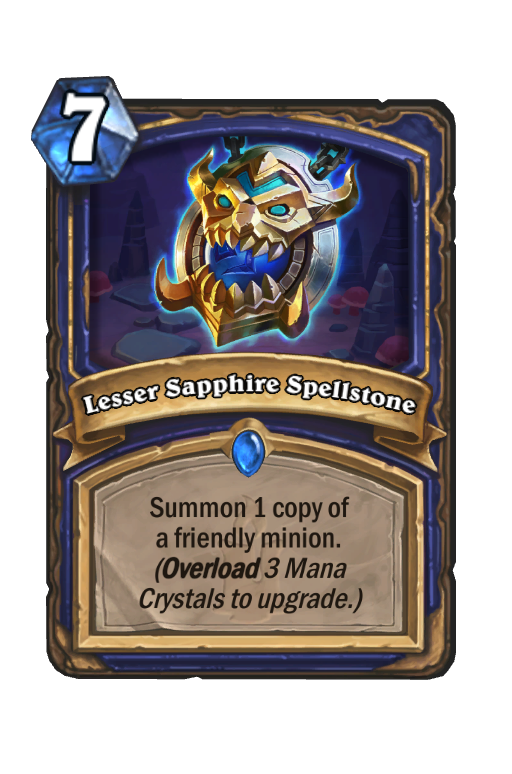 7
Lesser Sapphire Spellstone
Summon 1 copy of
a friendly minion.
(Overload 3 Mana
Crystals to upgrade.)